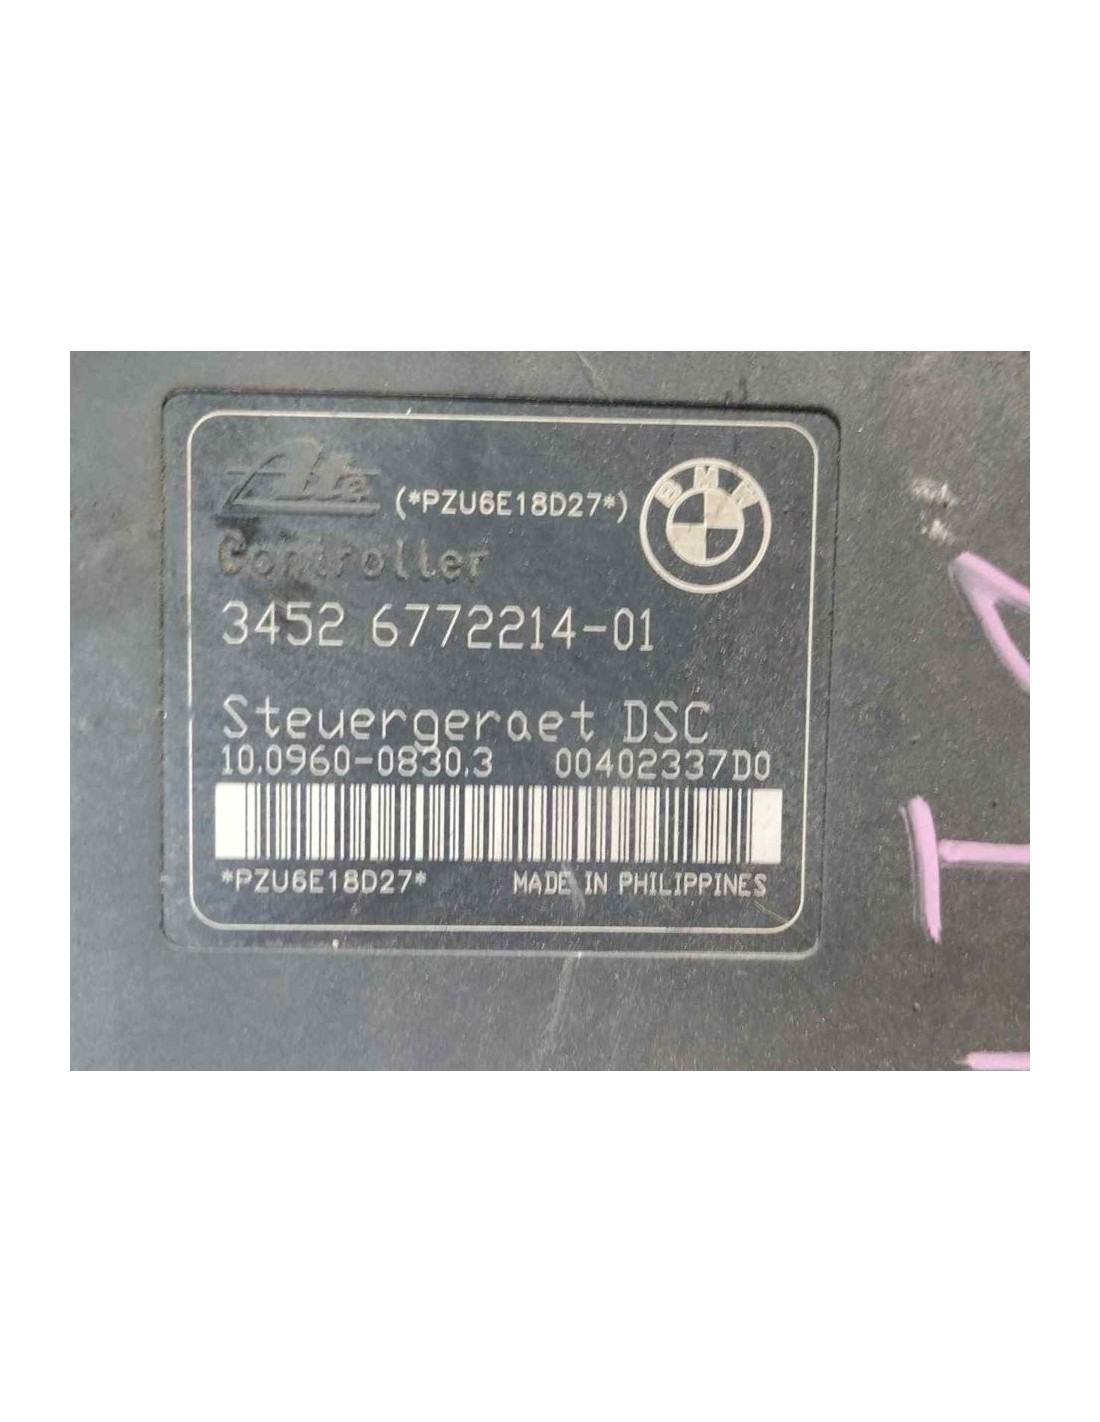 Ate (*PZU6E18D27*) BMW
Controller
3452 6772214-01
Steuergeraet DSC
10.0960-0830.3 00402337D0
*PZU6E18D27* MADE IN PHILIPPINES